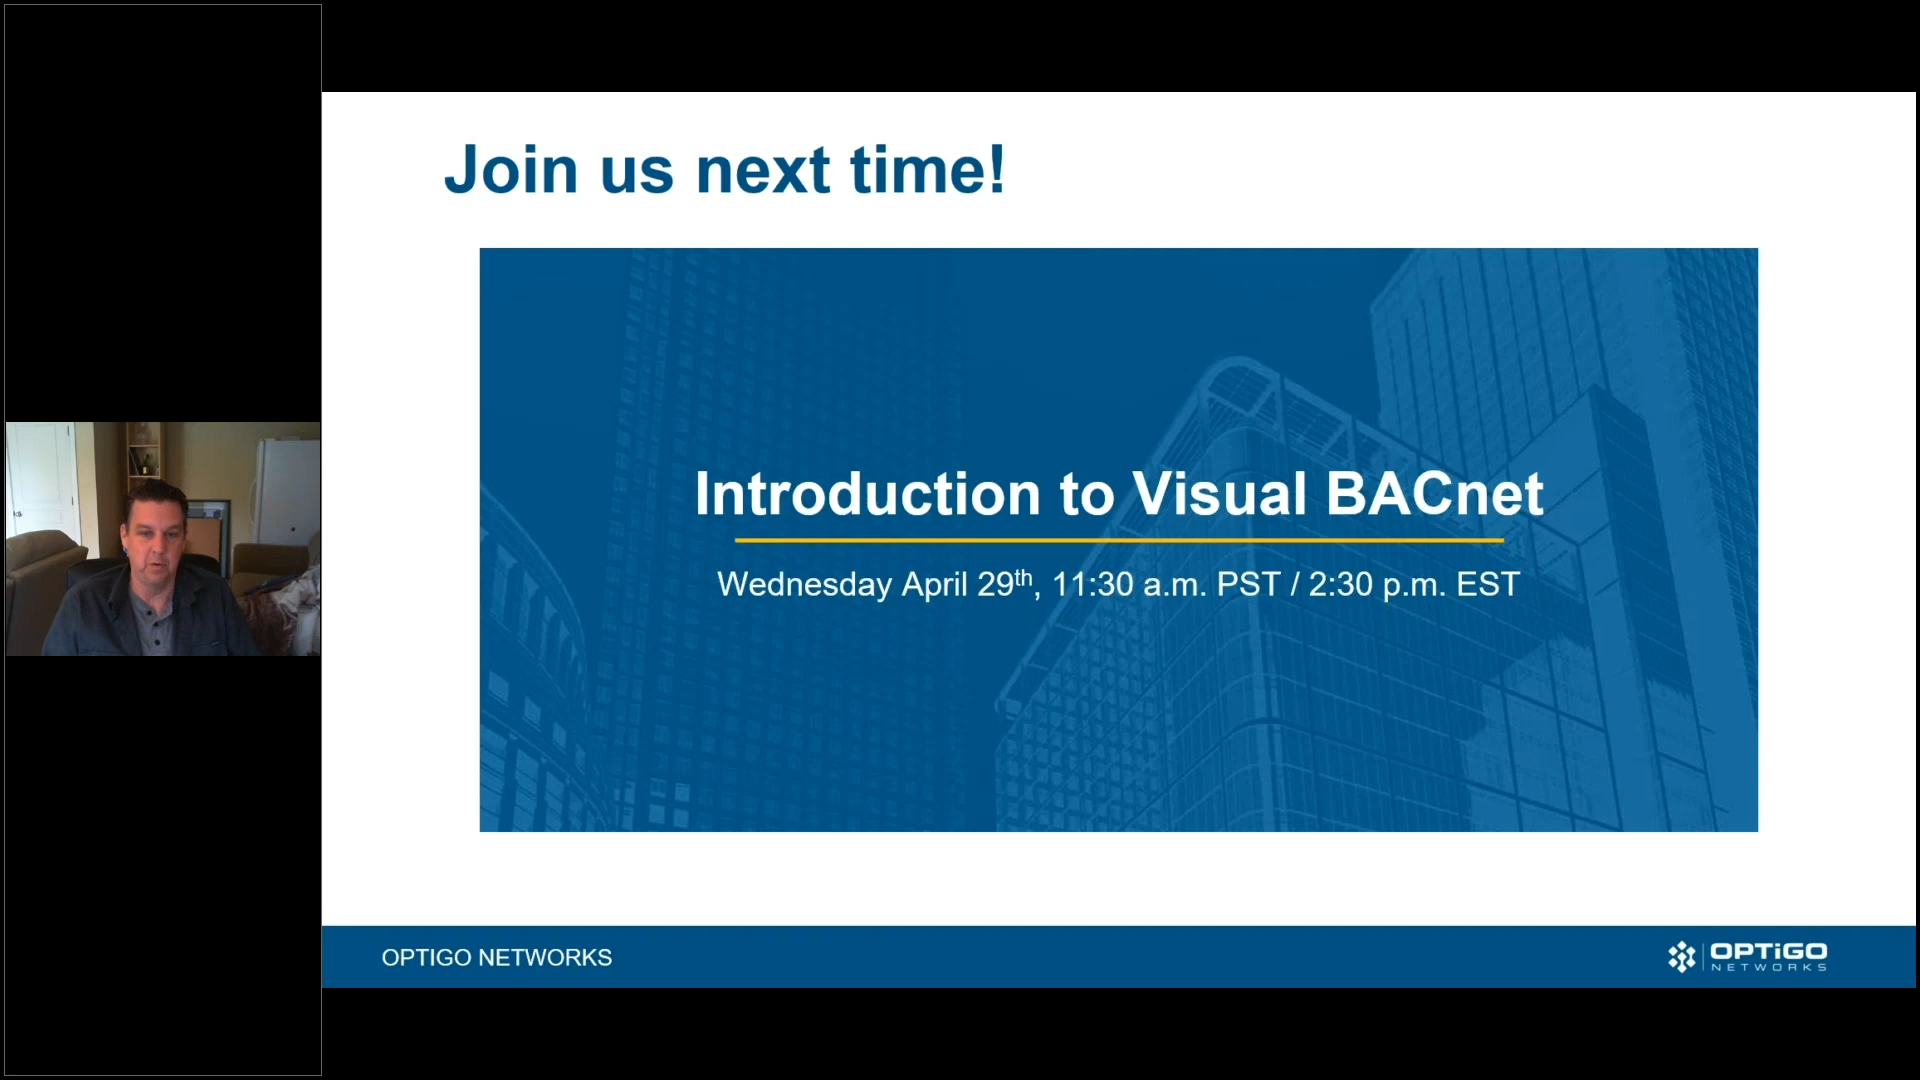 Join us next time!
Introduction to Visual BACnet
Wednesday April 29th, 11:30 a.m. PST / 2:30 p.m. EST
OPTIGO NETWORKS
OPTiGO
NETWORKS